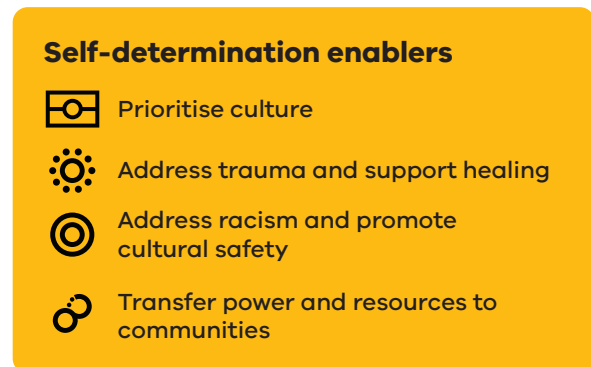 Self-determination enablers
Prioritise culture
Address trauma and support healing
Address racism and promote
cultural safety
Transfer power and resources to
communities